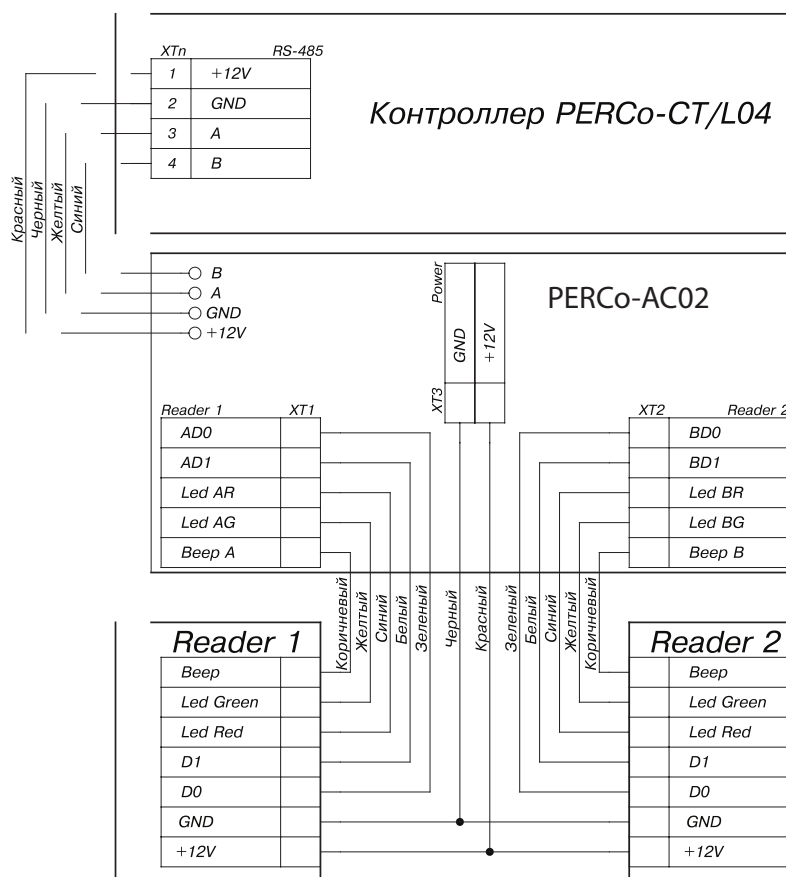 XTn RS-485
1 +12V
2 GND
3 A
4 B
Контроллер PERCo-CT/L04
Красный
Черный
Желтый
Синий
B
A
GND
+12V
Power
GND
+12V
XT3
PERCo-AC02
Reader 1 XT1
AD0
AD1
Led AR
Led AG
Beep A
XT2 Reader 2
BD0
BD1
Led BR
Led BG
Beep B
Коричневый
Желтый
Синий
Белый
Зеленый
Черный
Красный
Зеленый
Белый
Синий
Желтый
Коричневый
Reader 1
Beep
Led Green
Led Red
D1
D0
GND
+12V
Reader 2
Beep
Led Green
Led Red
D1
D0
GND
+12V